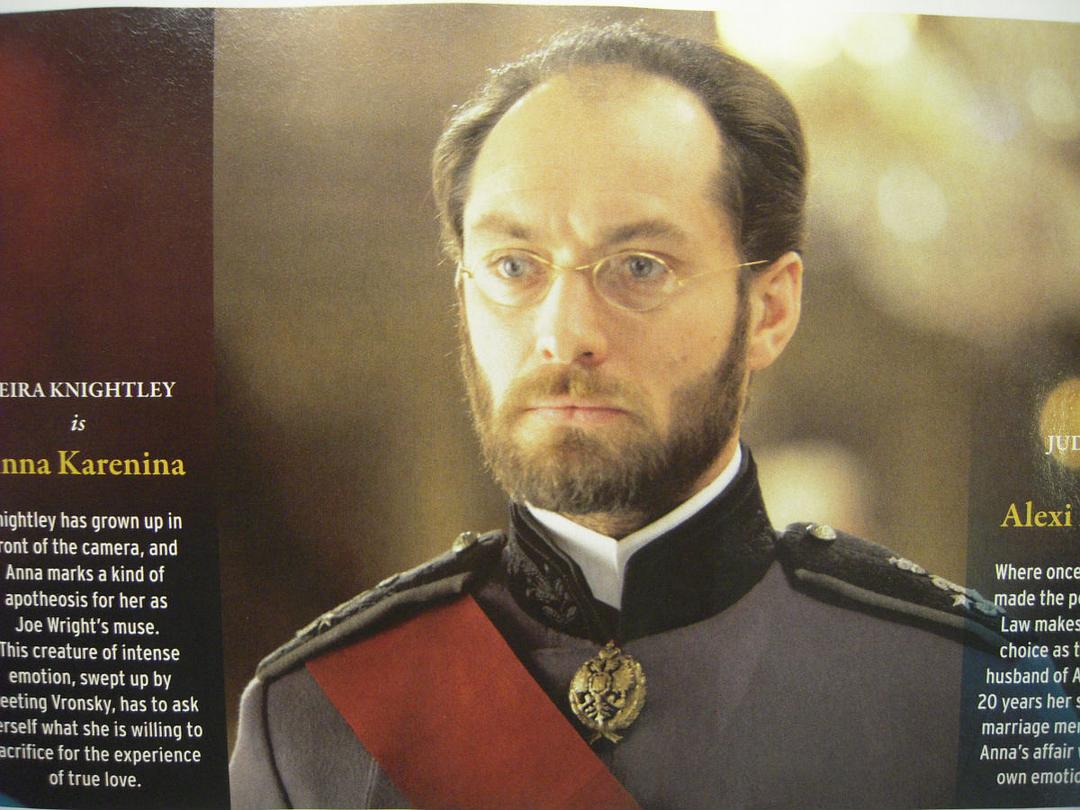 EIRA KNIGHTLEY
is
nna Karenina
nightley has grown up in
ront of the camera, and
Anna marks a kind of
apotheosis for her as
Joe Wright's muse.
This creature of intense
emotion, swept up by
eeting Vronsky, has to ask
erself what she is willing to
acrifice for the experience
of true love.
JUD
Alexi
Where once
made the p
Law makes
choice as t
husband of A
20 years her s
marriage me
Anna's affair
own emotio